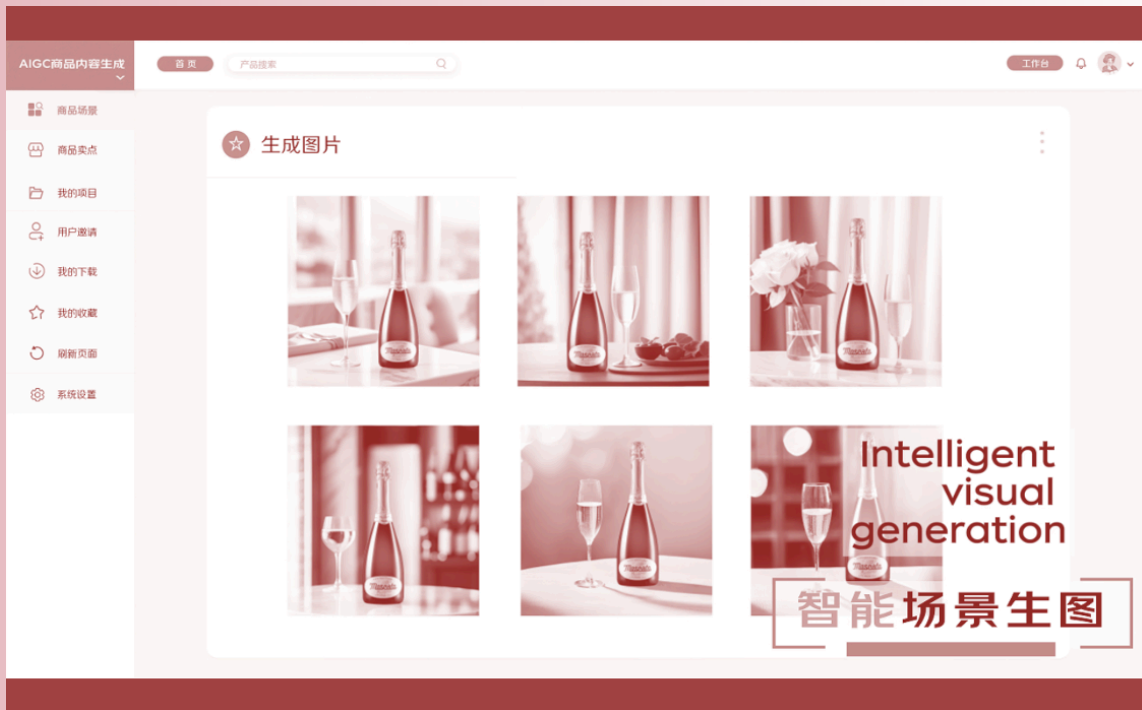 AIGC商品内容生成
首页
产品搜索
工作台
商品场景
商品卖点
我的项目
用户邀请
我的下载
我的收藏
刷新页面
系统设置
生成图片
Intelligent
visual
generation
智能场景生图